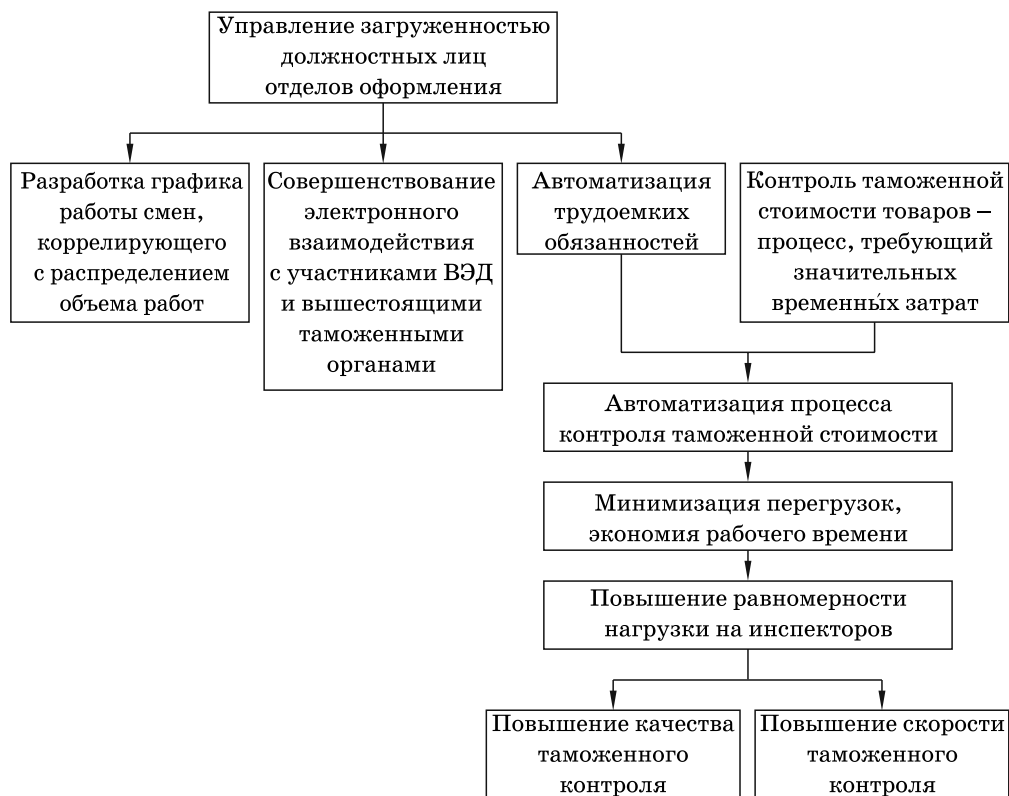 Управление загруженностью
должностных лиц
отделов оформления
Разработка графика
работы смен,
коррелирующего
с распределением
объема работ
Совершенствование
электронного
взаимодействия
с участниками ВЭД
и вышестоящими
таможенными
органами
Автоматизация
трудоемких
обязанностей
Контроль таможенной
стоимости товаров –
процесс, требующий
значительных
временны́х затрат
Автоматизация процесса
контроля таможенной стоимости
Минимизация перегрузок,
экономия рабочего времени
Повышение равномерности
нагрузки на инспекторов
Повышение качества
таможенного
контроля
Повышение скорости
таможенного
контроля